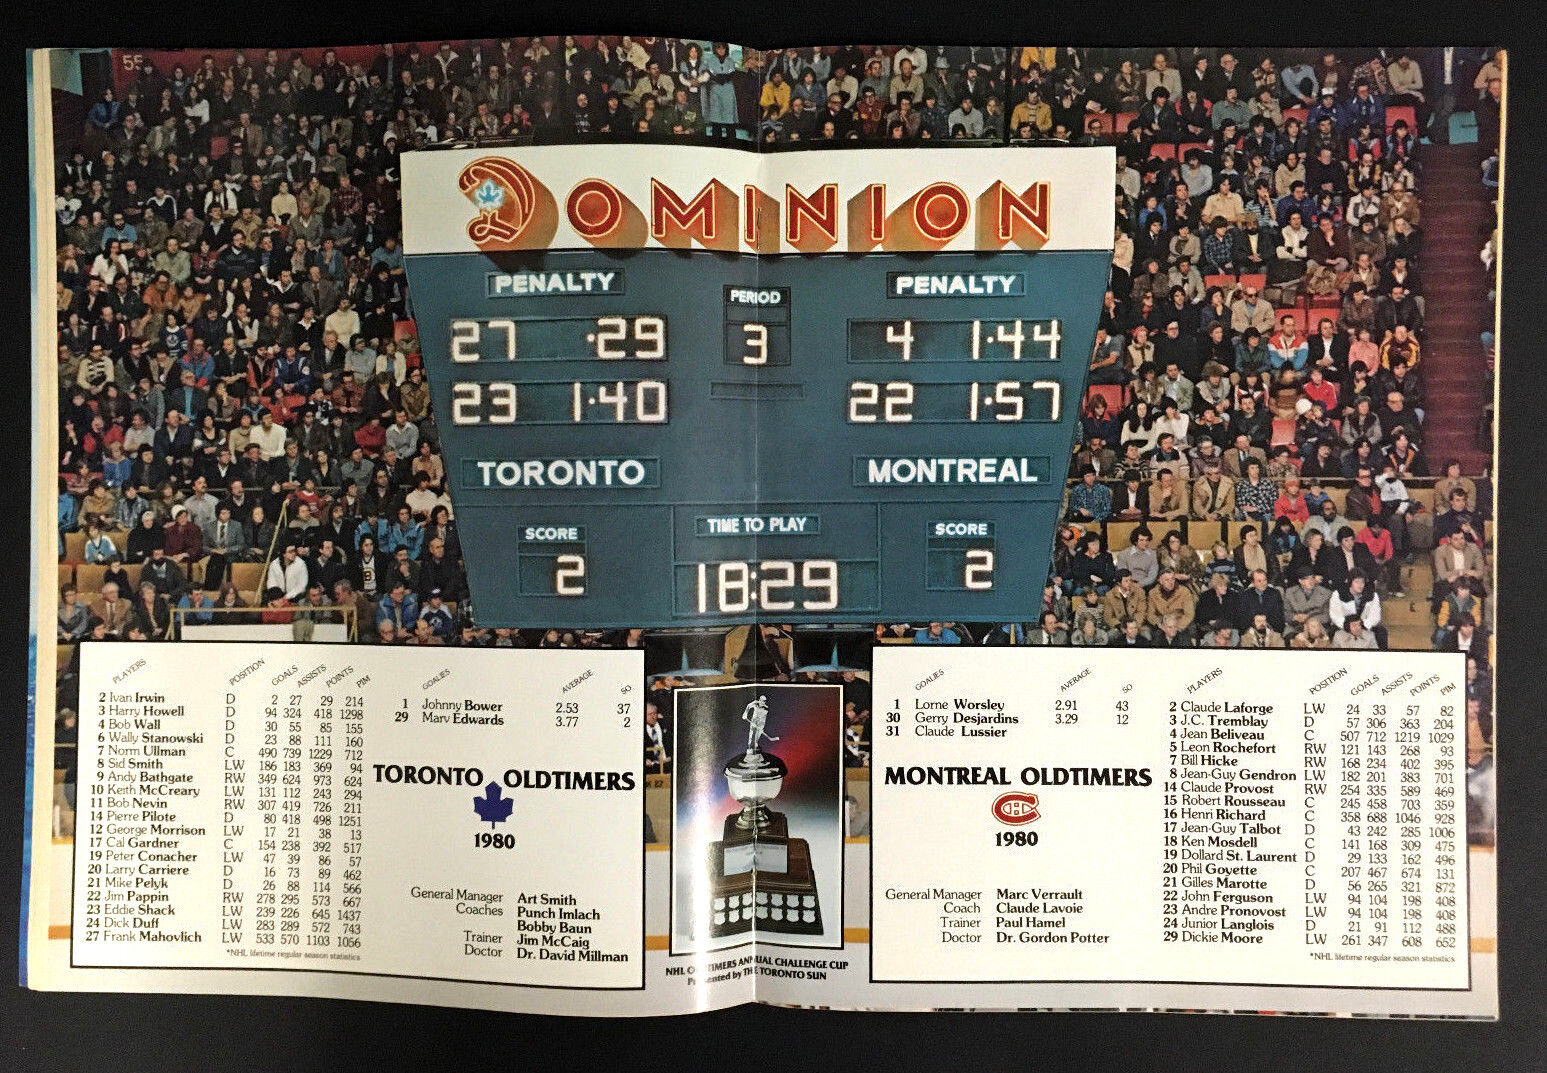 55
DOMINION
PENALTY PERIOD PENALTY
27 ·29 3 4 1·44
23 1·40 22 1·57
TORONTO MONTREAL
SCORE TIME TO PLAY SCORE
2 18:29 2
PLAYERS POSITION GOALS ASSISTS POINTS PIM
2 Ivan Irwin D 2 27 29 214
3 Harry Howell D 94 324 418 1298
4 Bob Wall D 30 55 85 155
6 Wally Stanowski D 23 88 111 160
7 Norm Ullman C 490 739 1229 712
8 Sid Smith LW 186 183 369 94
9 Andy Bathgate RW 349 624 973 624
10 Keith McCreary LW 131 112 243 294
11 Bob Nevin RW 307 419 726 211
14 Pierre Pilote D 80 418 498 1251
12 George Morrison LW 17 21 38 13
17 Cal Gardner C 154 238 392 517
19 Peter Conacher LW 47 39 86 57
20 Larry Carriere D 16 73 89 462
21 Mike Pelyk D 26 88 114 566
22 Jim Pappin RW 278 295 573 667
23 Eddie Shack LW 239 226 645 1437
24 Dick Duff LW 283 289 572 743
27 Frank Mahovlich LW 533 570 1103 1056
*NHL lifetime regular season statistics
GOALIES AVERAGE SO
1 Johnny Bower 2.53 37
29 Marv Edwards 3.77 2
TORONTO OLDTIMERS
1980
General Manager Art Smith
Coaches Punch Imlach
Bobby Baun
Trainer Jim McCaig
Doctor Dr. David Millman
NHL TIMERS ANNUAL CHALLENGE CUP
by THE TORONTO SUN
GOALIES AVERAGE SO
1 Lorne Worsley 2.91 43
30 Gerry Desjardins 3.29 12
31 Claude Lussier
MONTREAL OLDTIMERS
1980
General Manager Marc Verrault
Coach Claude Lavoie
Trainer Paul Hamel
Doctor Dr. Gordon Potter
PLAYERS POSITION GOALS ASSISTS POINTS PIM
2 Claude Laforge LW 24 33 57 82
3 J.C. Tremblay D 57 306 363 204
4 Jean Beliveau C 507 712 1219 1029
5 Leon Rochefort RW 121 143 268 93
7 Bill Hicke RW 168 234 402 395
8 Jean-Guy Gendron LW 182 201 383 701
14 Claude Provost RW 254 335 589 469
15 Robert Rousseau C 245 458 703 359
16 Henri Richard C 358 688 1046 928
17 Jean-Guy Talbot D 43 242 285 1006
18 Ken Mosdell C 141 168 309 475
19 Dollard St. Laurent D 29 133 162 496
20 Phil Goyette C 207 467 674 131
21 Gilles Marotte D 56 265 321 872
22 John Ferguson LW 94 104 198 408
23 Andre Pronovost LW 94 104 198 408
24 Junior Langlois D 21 91 112 488
29 Dickie Moore LW 261 347 608 652
*NHL lifetime regular season statistics